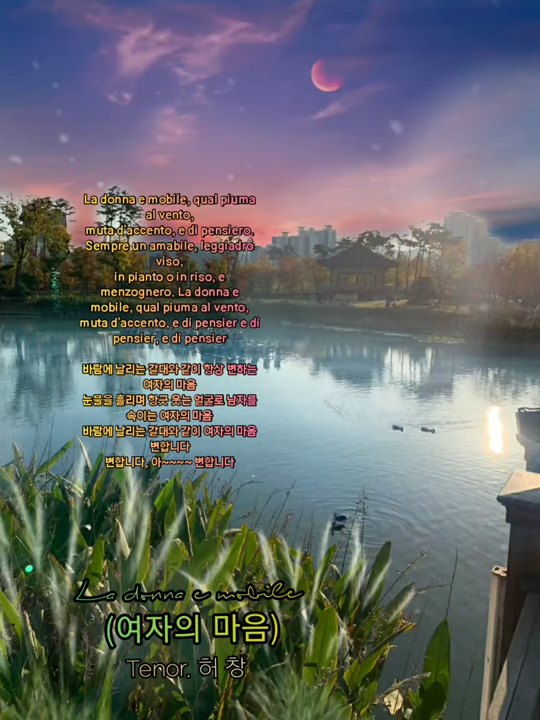 La donna e mobile, qual piuma
al vento,
muta d'accento, e di pensiero.
Sempre un amabile, leggiadro
viso,
in pianto o in riso, e
menzognero. La donna e
mobile, qual piuma al vento,
muta d'accento, e di pensier e di
pensier, e di pensier
바람에 날리는 갈대와 같이 항상 변하는
여자의 마음
눈물을 흘리며 항긋 웃는 얼굴로 남자를
속이는 여자의 마음
바람에 날리는 갈대와 같이 여자의 마음
변합니다
변합니다, 아~~~~ 변합니다
La donna e mobile
(여자의 마음)
Tenor. 허 창